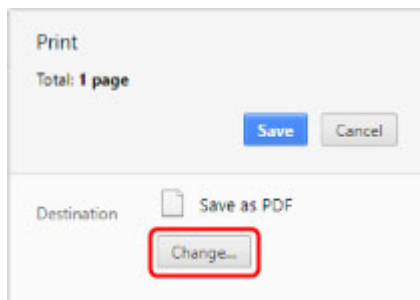 Print
Total: 1 page
Save Cancel
Destination Save as PDF
Change...